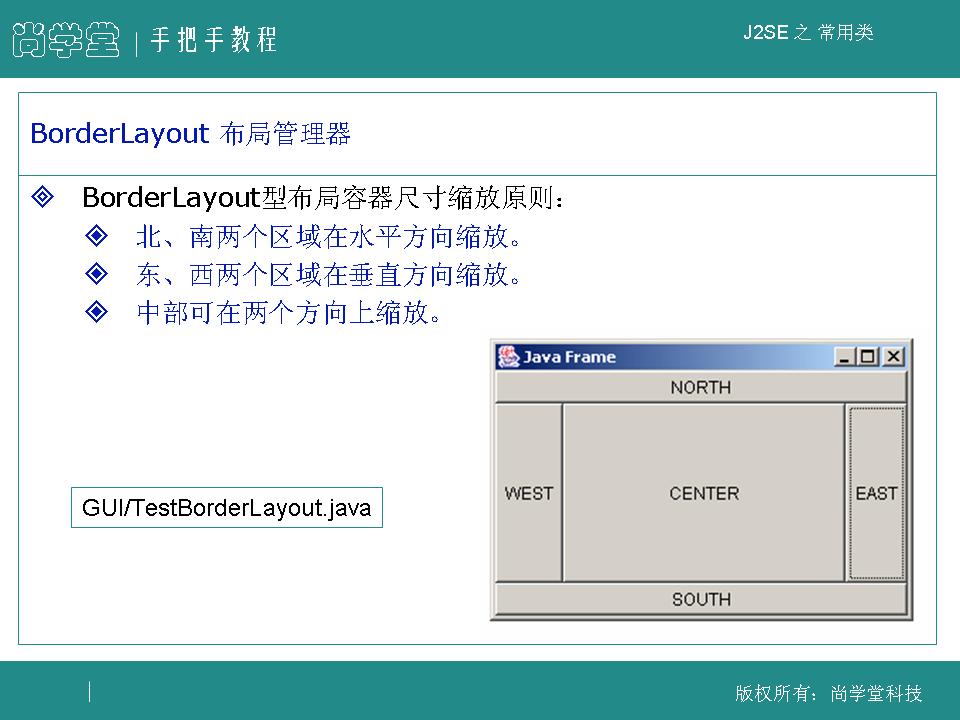 尚学堂 | 手把手教程
J2SE 之 常用类
BorderLayout 布局管理器
BorderLayout型布局容器尺寸缩放原则：
北、南两个区域在水平方向缩放。
东、西两个区域在垂直方向缩放。
中部可在两个方向上缩放。
Java Frame
NORTH
WEST
CENTER
EAST
SOUTH
GUI/TestBorderLayout.java
版权所有：尚学堂科技